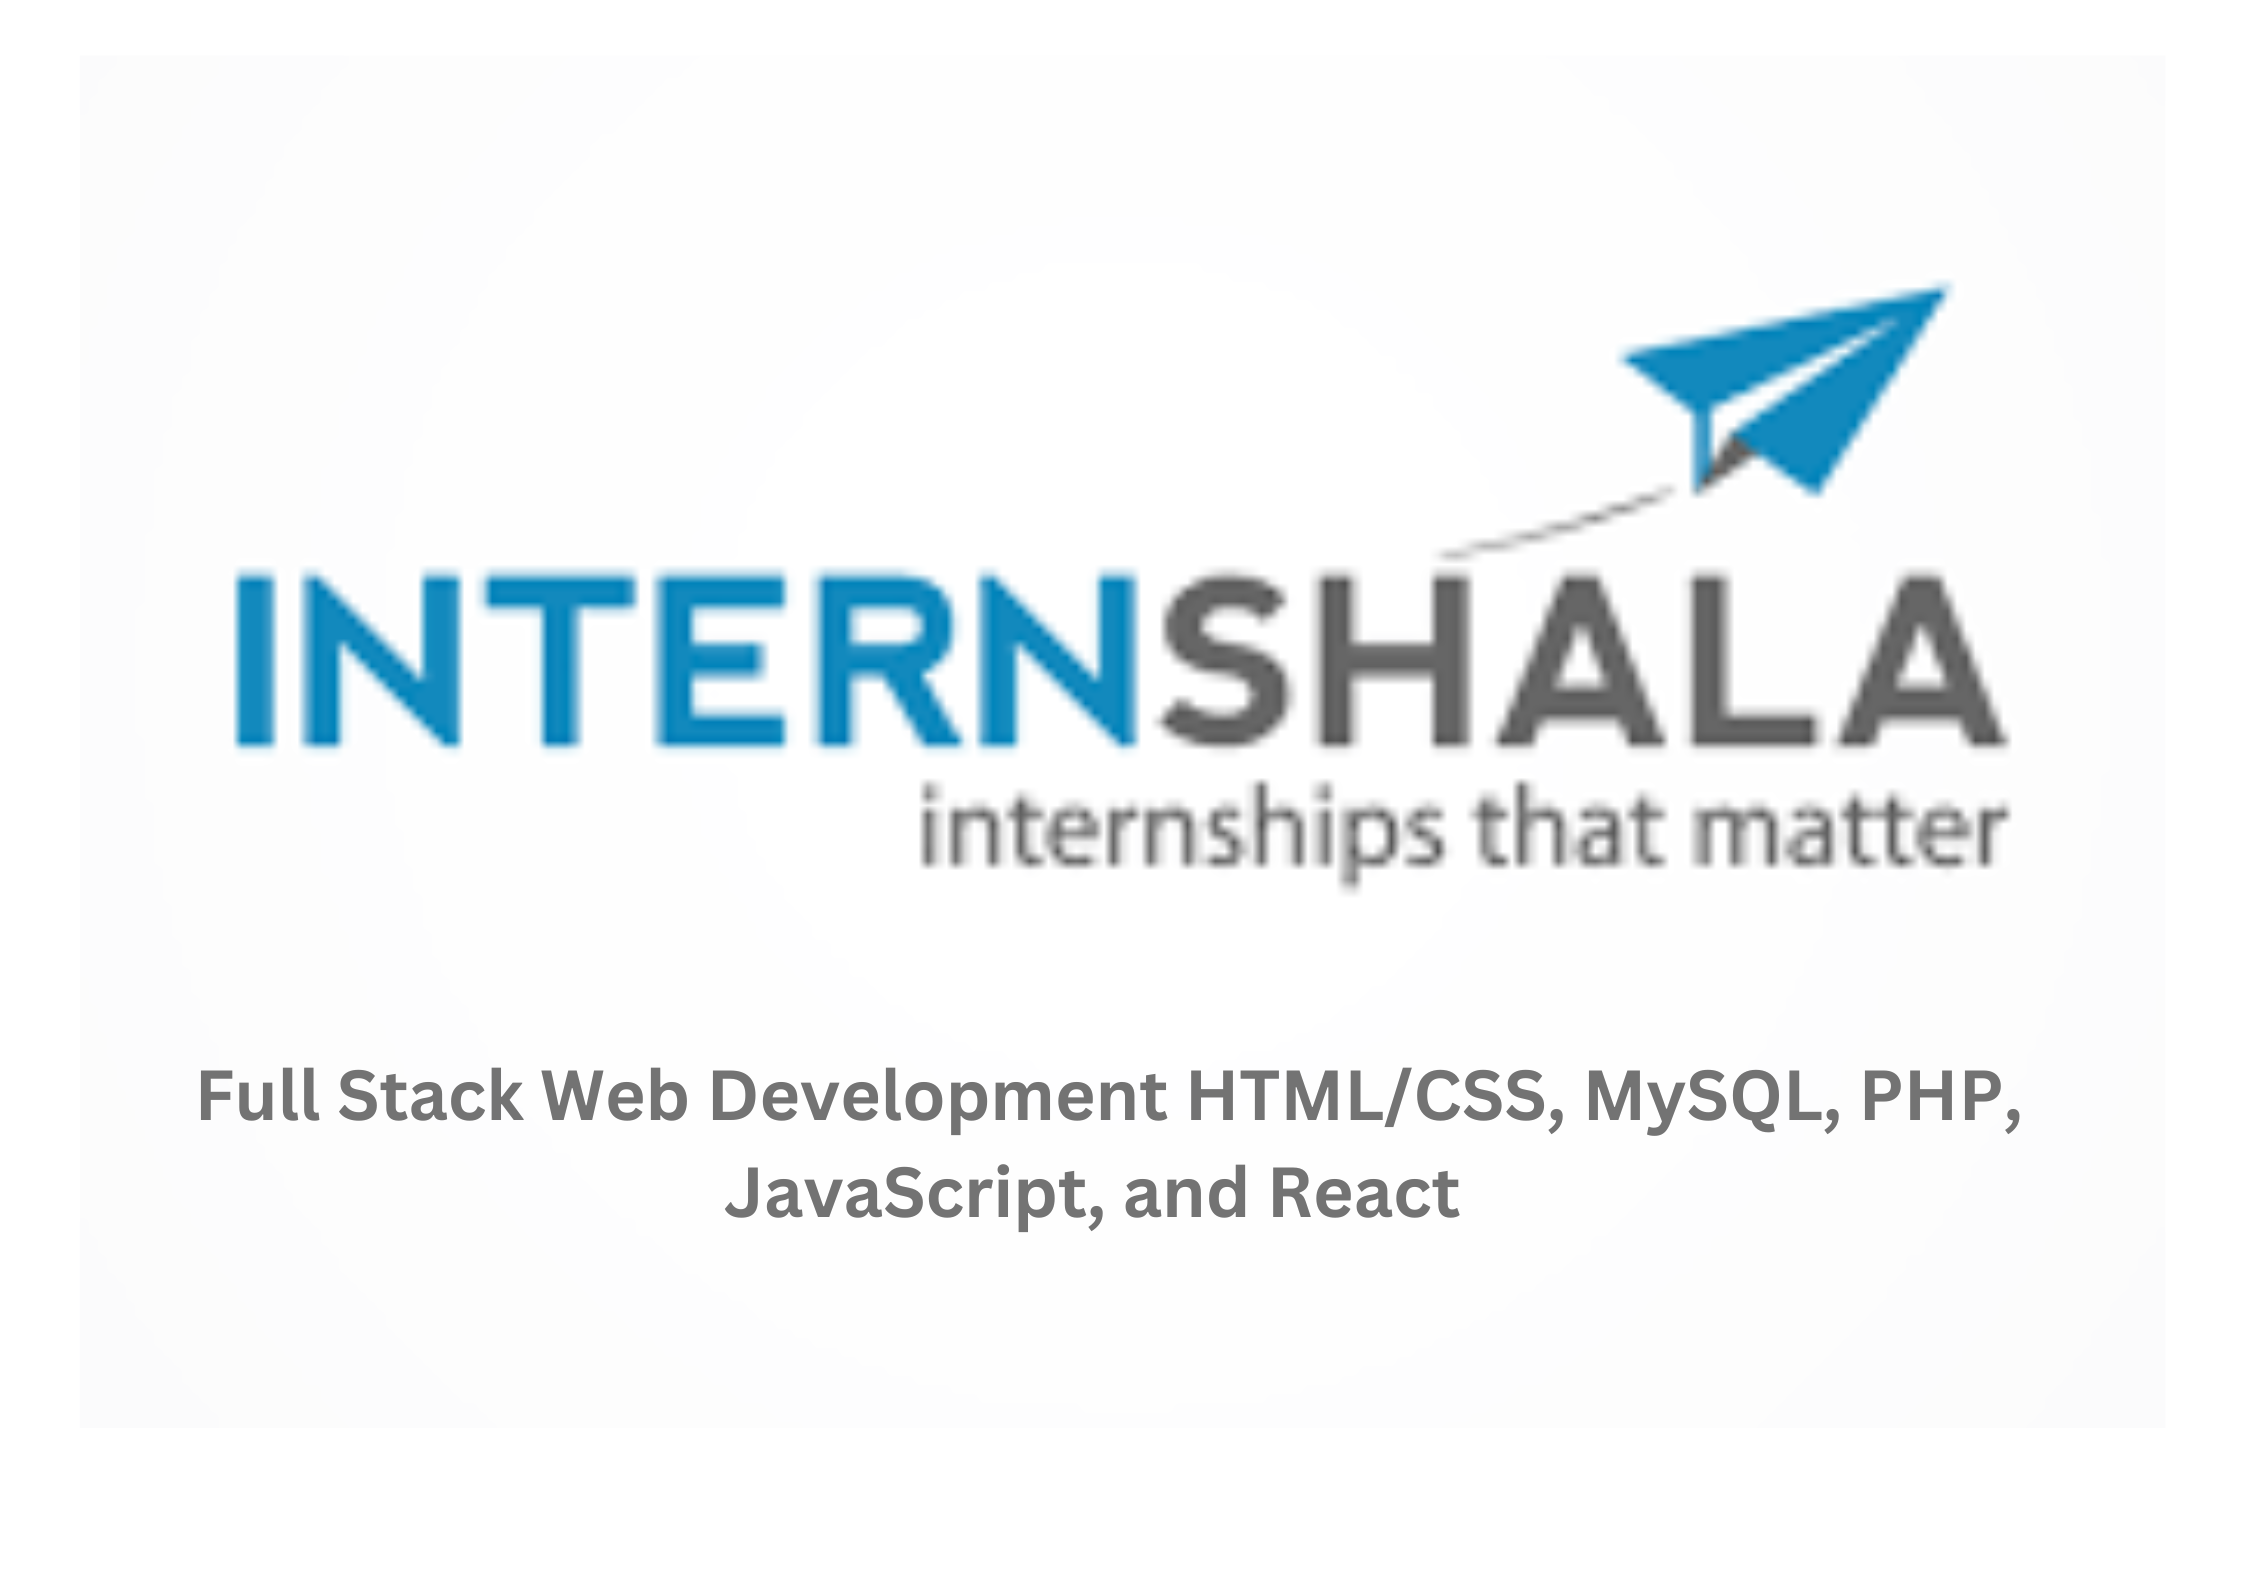 INTERNSHALA
internships that matter
Full Stack Web Development HTML/CSS, MySQL, PHP,
JavaScript, and React